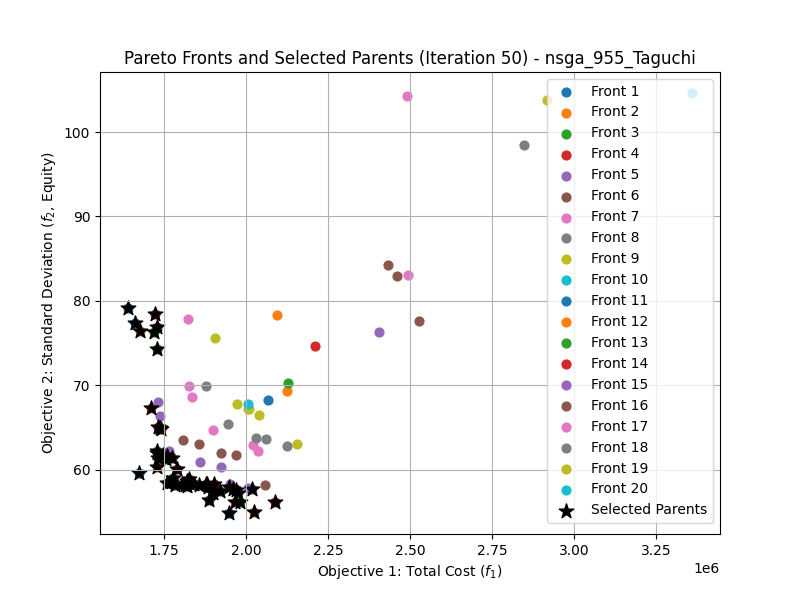 Pareto Fronts and Selected Parents (Iteration 50) - nsga_955_Taguchi
Objective 2: Standard Deviation (f₂, Equity)
100
90
80
70
60
Front 1
Front 2
Front 3
Front 4
Front 5
Front 6
Front 7
Front 8
Front 9
Front 10
Front 11
Front 12
Front 13
Front 14
Front 15
Front 16
Front 17
Front 18
Front 19
Front 20
Selected Parents
1.75 2.00 2.25 2.50 2.75 3.00 3.25
1e6
Objective 1: Total Cost (f₁)